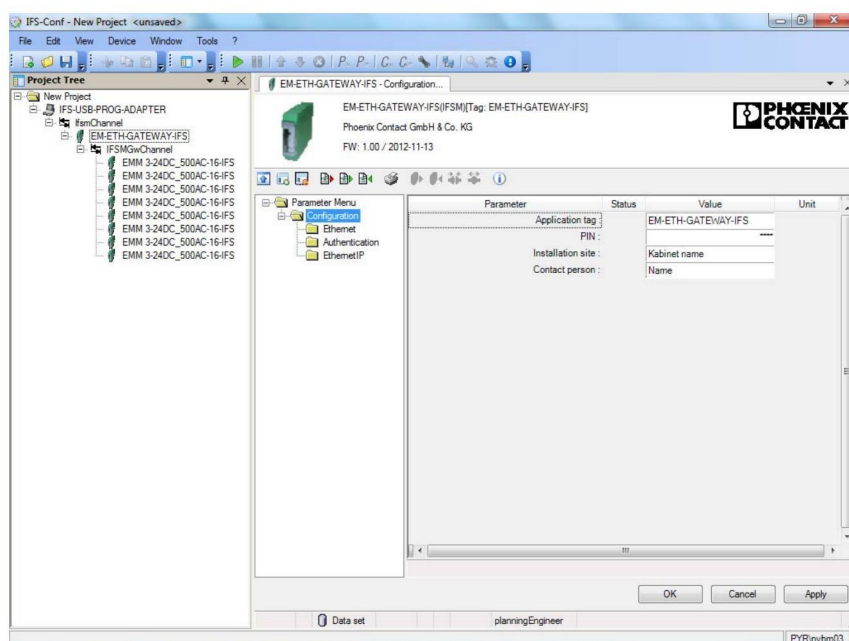 IFS-Conf - New Project <unsaved>
File Edit View Device Window Tools ?
Project Tree
New Project
IFS-USB-PROG-ADAPTER
IfsmChannel
EM-ETH-GATEWAY-IFS
IFSMGwChannel
EMM 3-24DC_500AC-16-IFS
EMM 3-24DC_500AC-16-IFS
EMM 3-24DC_500AC-16-IFS
EMM 3-24DC_500AC-16-IFS
EMM 3-24DC_500AC-16-IFS
EMM 3-24DC_500AC-16-IFS
EMM 3-24DC_500AC-16-IFS
EMM 3-24DC_500AC-16-IFS
EM-ETH-GATEWAY-IFS - Configuration...
EM-ETH-GATEWAY-IFS(IFSM)[Tag: EM-ETH-GATEWAY-IFS]
Phoenix Contact GmbH & Co. KG
FW: 1.00 / 2012-11-13
PHŒNIX
CONTACT
Parameter Menu
Configuration
Ethernet
Authentication
EthernetIP
Parameter Status Value Unit
Application tag : EM-ETH-GATEWAY-IFS
PIN : ****
Installation site : Kabinet name
Contact person : Name
OK Cancel Apply
Data set planningEngineer